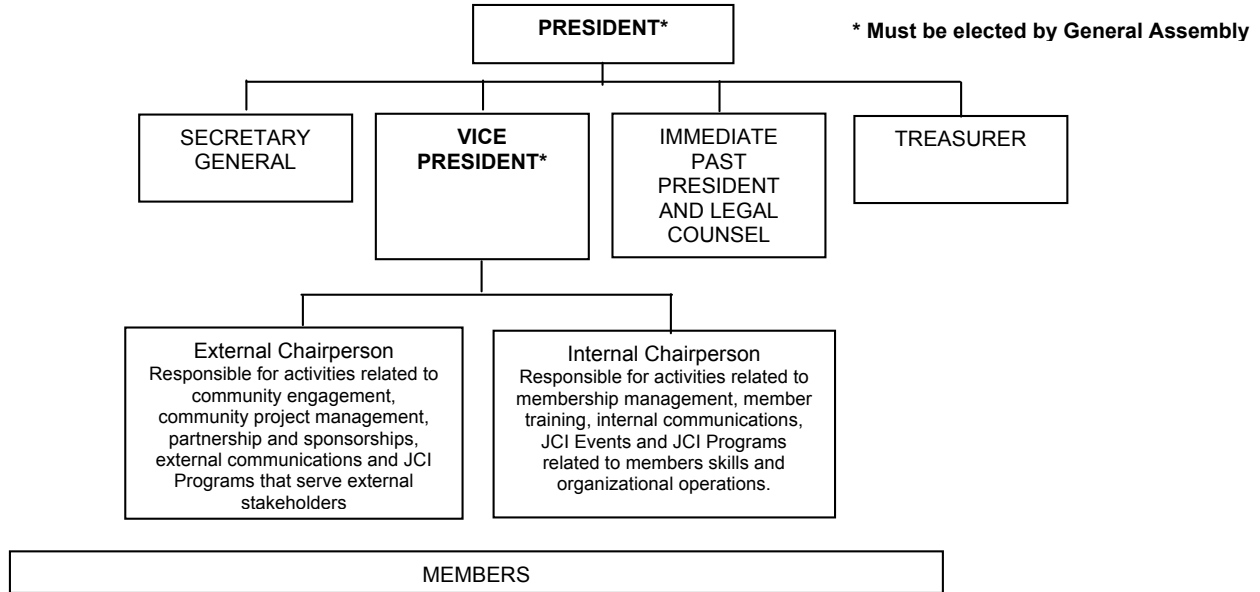 PRESIDENT*
* Must be elected by General Assembly
SECRETARY
GENERAL
VICE
PRESIDENT*
IMMEDIATE
PAST
PRESIDENT
AND LEGAL
COUNSEL
TREASURER
External Chairperson
Responsible for activities related to
community engagement,
community project management,
partnership and sponsorships,
external communications and JCI
Programs that serve external
stakeholders
Internal Chairperson
Responsible for activities related to
membership management, member
training, internal communications,
JCI Events and JCI Programs
related to members skills and
organizational operations.
MEMBERS